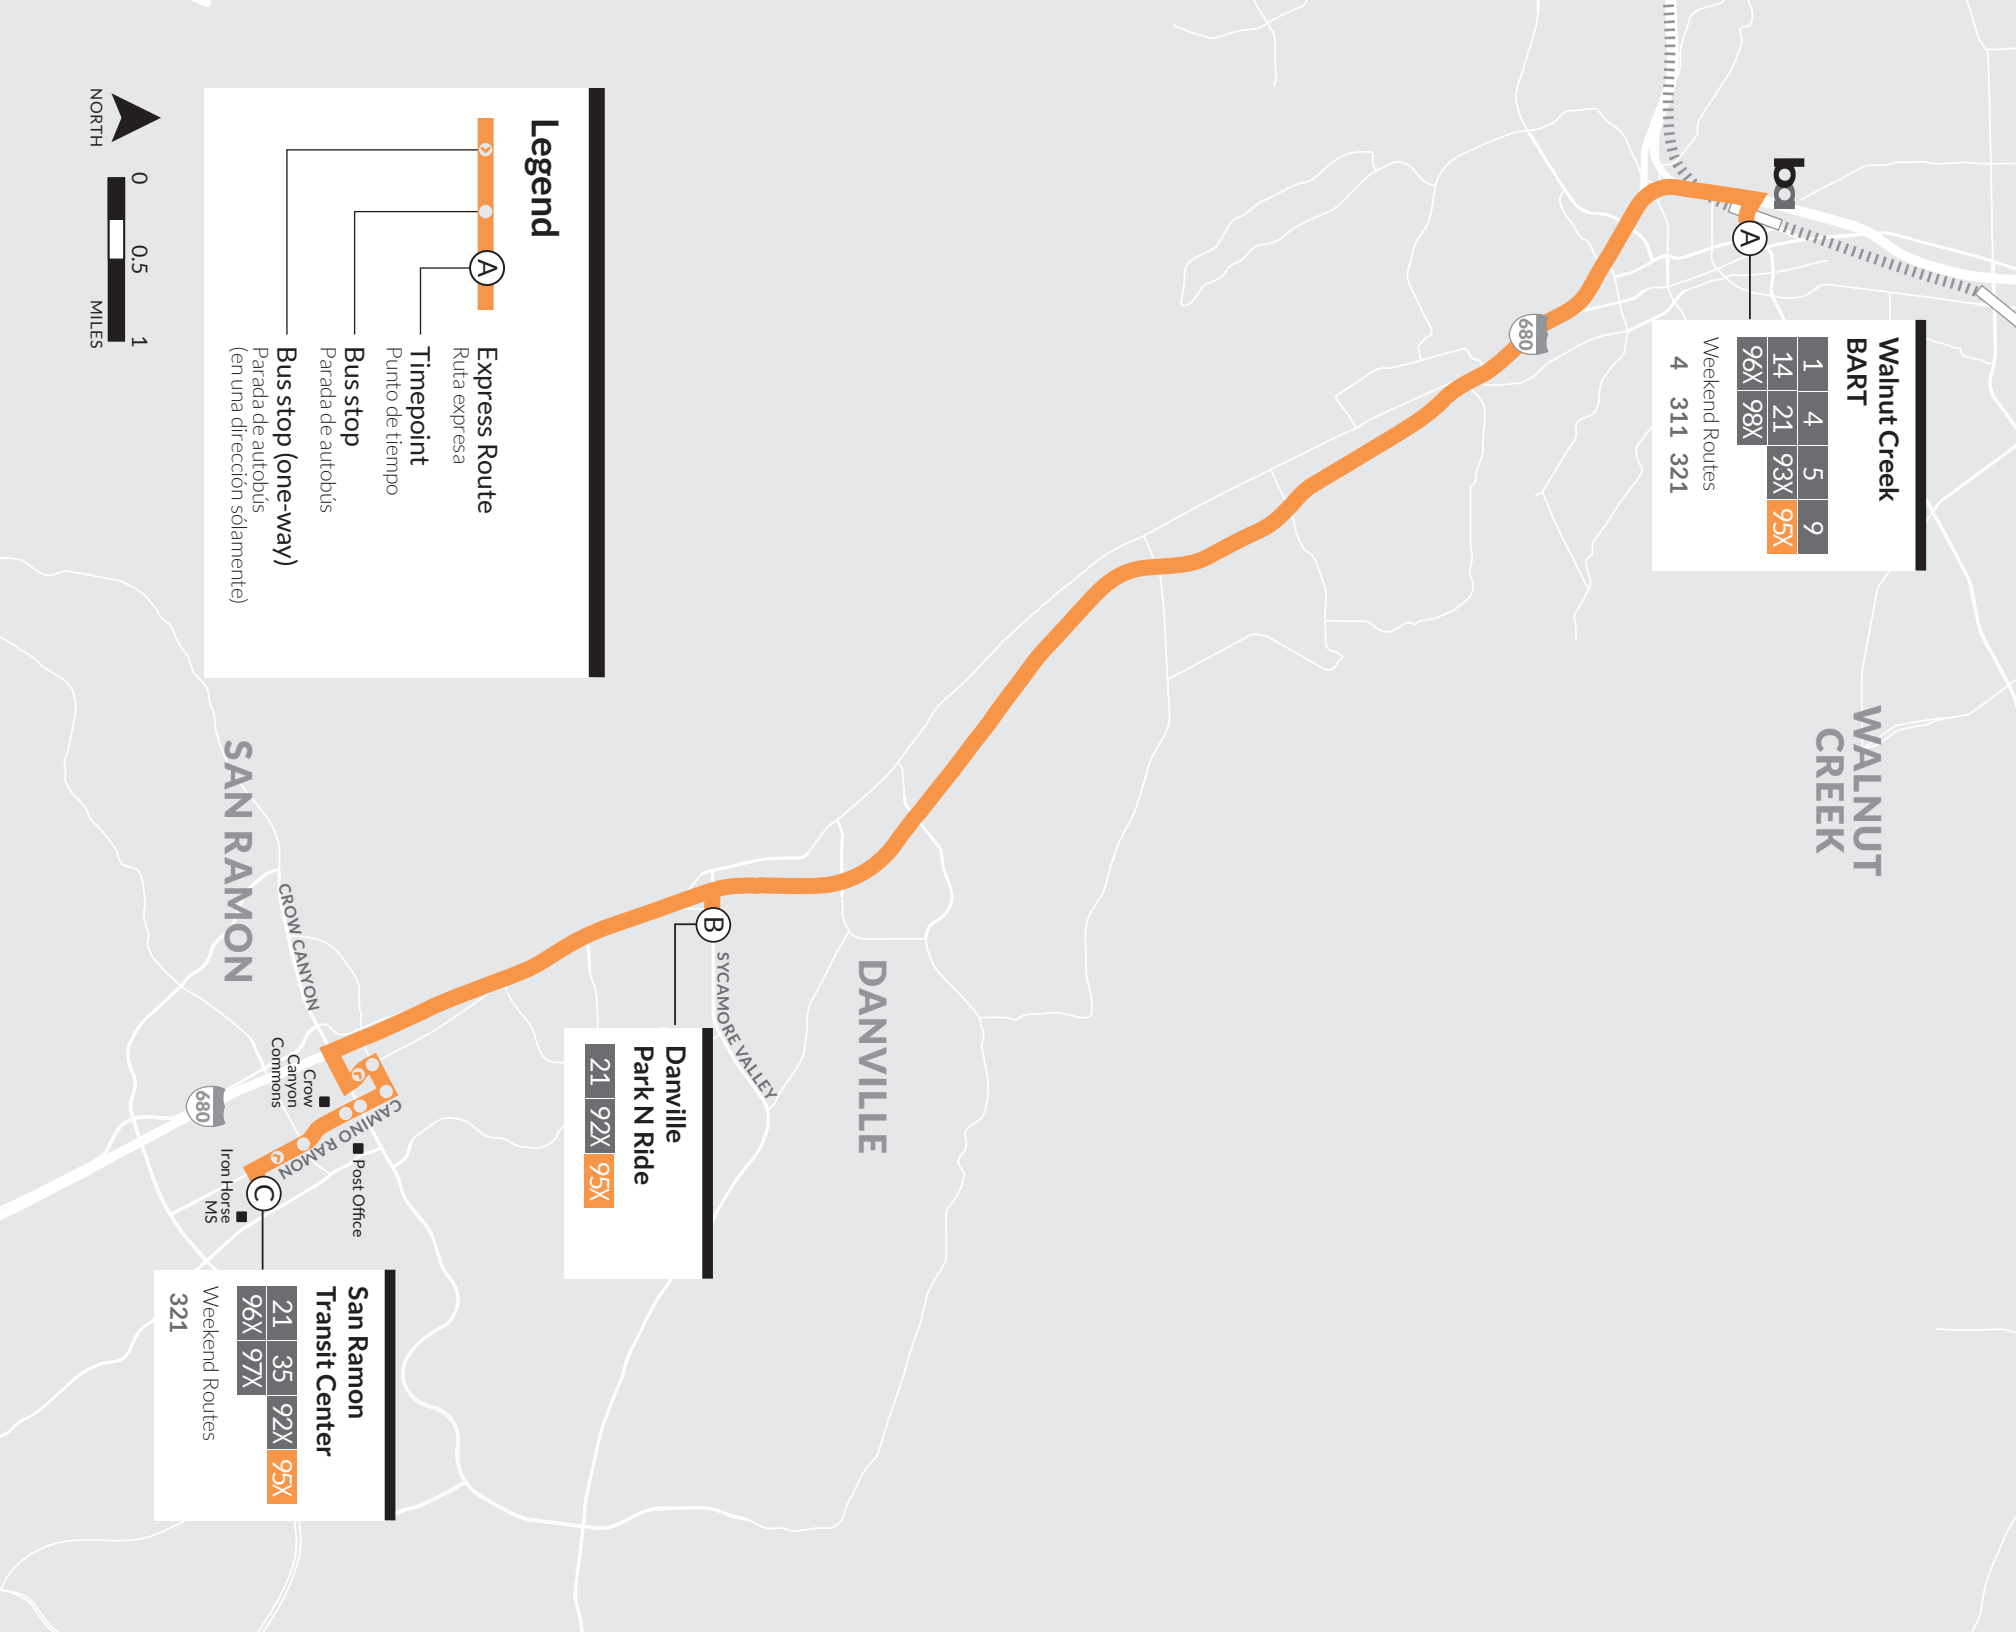 ba
A
Walnut Creek
BART
1 4 5 9
14 21 93X 95X
96X 98X
Weekend Routes
4 311 321
WALNUT
CREEK
680
Legend
A
Express Route
Ruta expresa
Timepoint
Punto de tiempo
Bus stop
Parada de autobús
Bus stop (one-way)
Parada de autobús
(en una dirección sólamente)
NORTH
0 0.5 1
MILES
DANVILLE
B
SYCAMORE VALLEY
Danville
Park N Ride
21 92X 95X
SAN RAMON
CROW CANYON
Crow
Canyon
Commons
CAMINO RAMON
Post Office
680
Iron Horse
MS
C
San Ramon
Transit Center
21 35 92X 95X
96X 97X
Weekend Routes
321